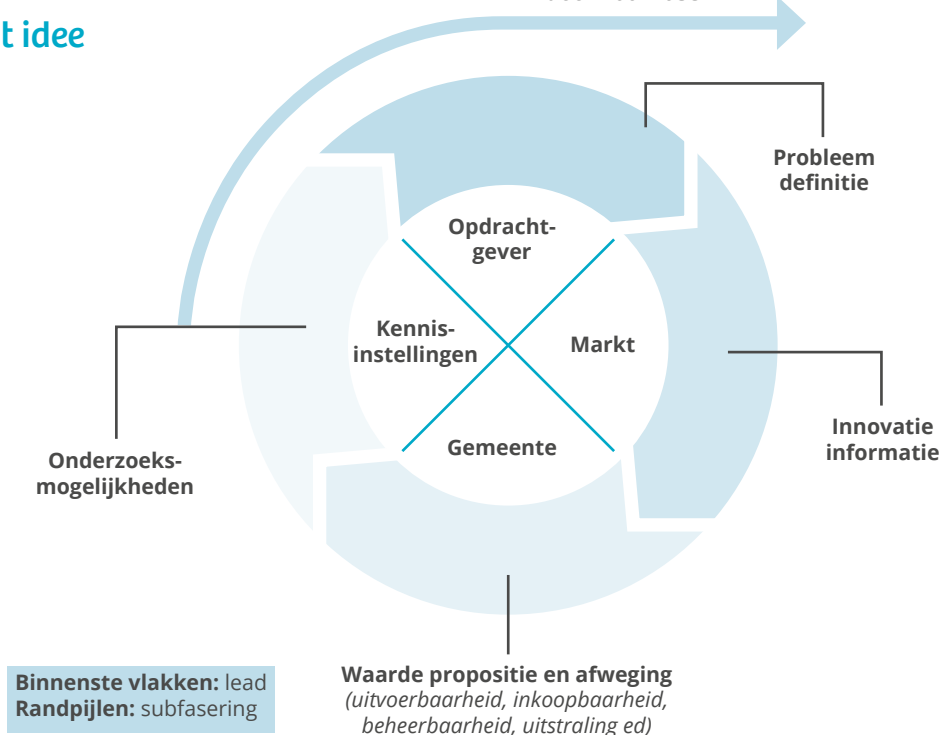 t idee
Probleem
definitie
Opdracht-
gever
Kennis-
instellingen
Markt
Gemeente
Innovatie
informatie
Onderzoeks-
mogelijkheden
Waarde propositie en afweging
(uitvoerbaarheid, inkoopbaarheid,
beheerbaarheid, uitstraling ed)
Binnenste vlakken: lead
Randpijlen: subfasering